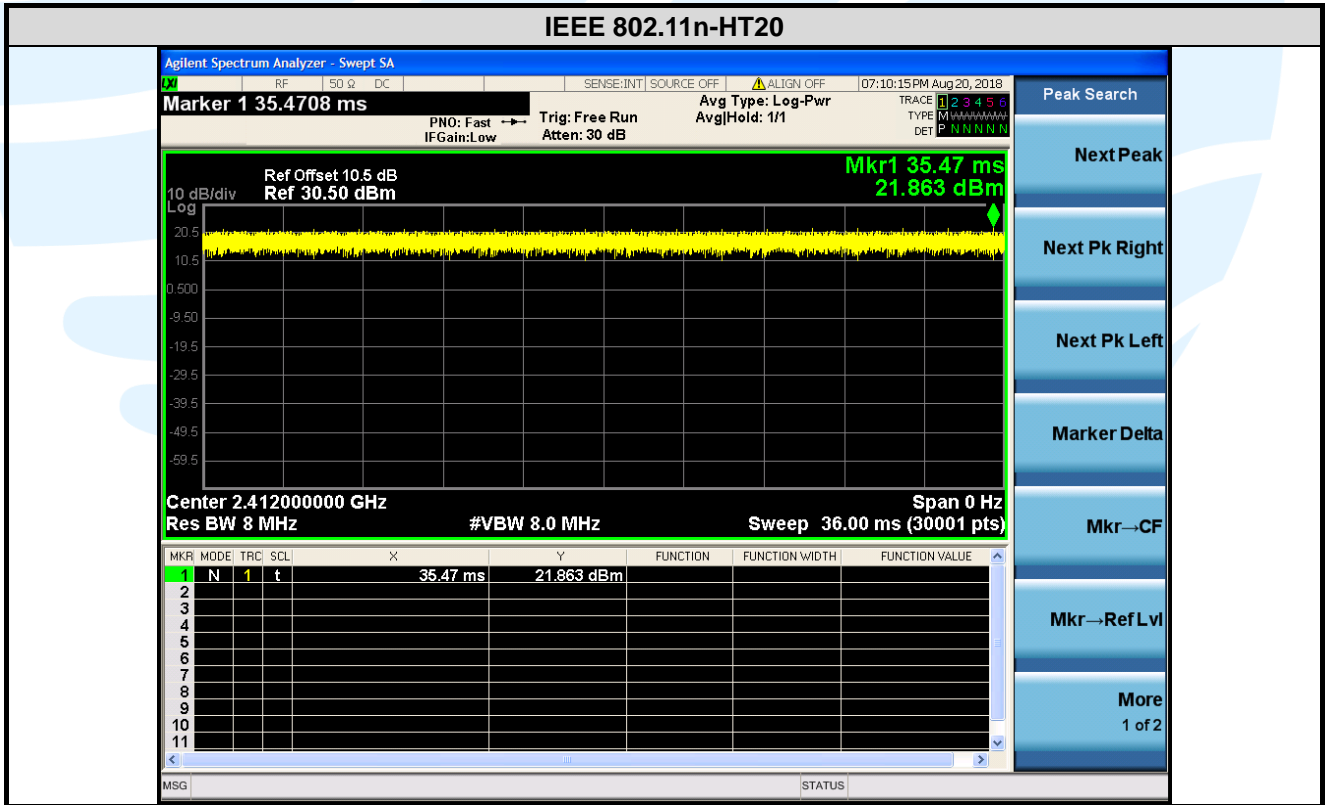 IEEE 802.11n-HT20
Agilent Spectrum Analyzer - Swept SA
LXI RF 50 Ω DC SENSE:INT SOURCE OFF ALIGN OFF 07:10:15 PM Aug 20, 2018
Marker 1 35.4708 ms
PNO: Fast
IFGain:Low
Trig: Free Run
Atten: 30 dB
Avg Type: Log-Pwr
Avg|Hold: 1/1
TRACE 1 2 3 4 5 6
TYPE M
DET P N N N N N
Peak Search
Next Peak
Next Pk Right
Next Pk Left
Marker Delta
Mkr→CF
Mkr→Ref Lvl
More
1 of 2
Mkr1 35.47 ms
21.863 dBm
Ref Offset 10.5 dB
10 dB/div Ref 30.50 dBm
Log
20.5
10.5
0.500
-9.50
-19.5
-29.5
-39.5
-49.5
-59.5
Center 2.412000000 GHz Span 0 Hz
Res BW 8 MHz #VBW 8.0 MHz Sweep 36.00 ms (30001 pts)
MKR MODE TRC SCL X Y FUNCTION FUNCTION WIDTH FUNCTION VALUE
1 N 1 t 35.47 ms 21.863 dBm
2
3
4
5
6
7
8
9
10
11
MSG STATUS